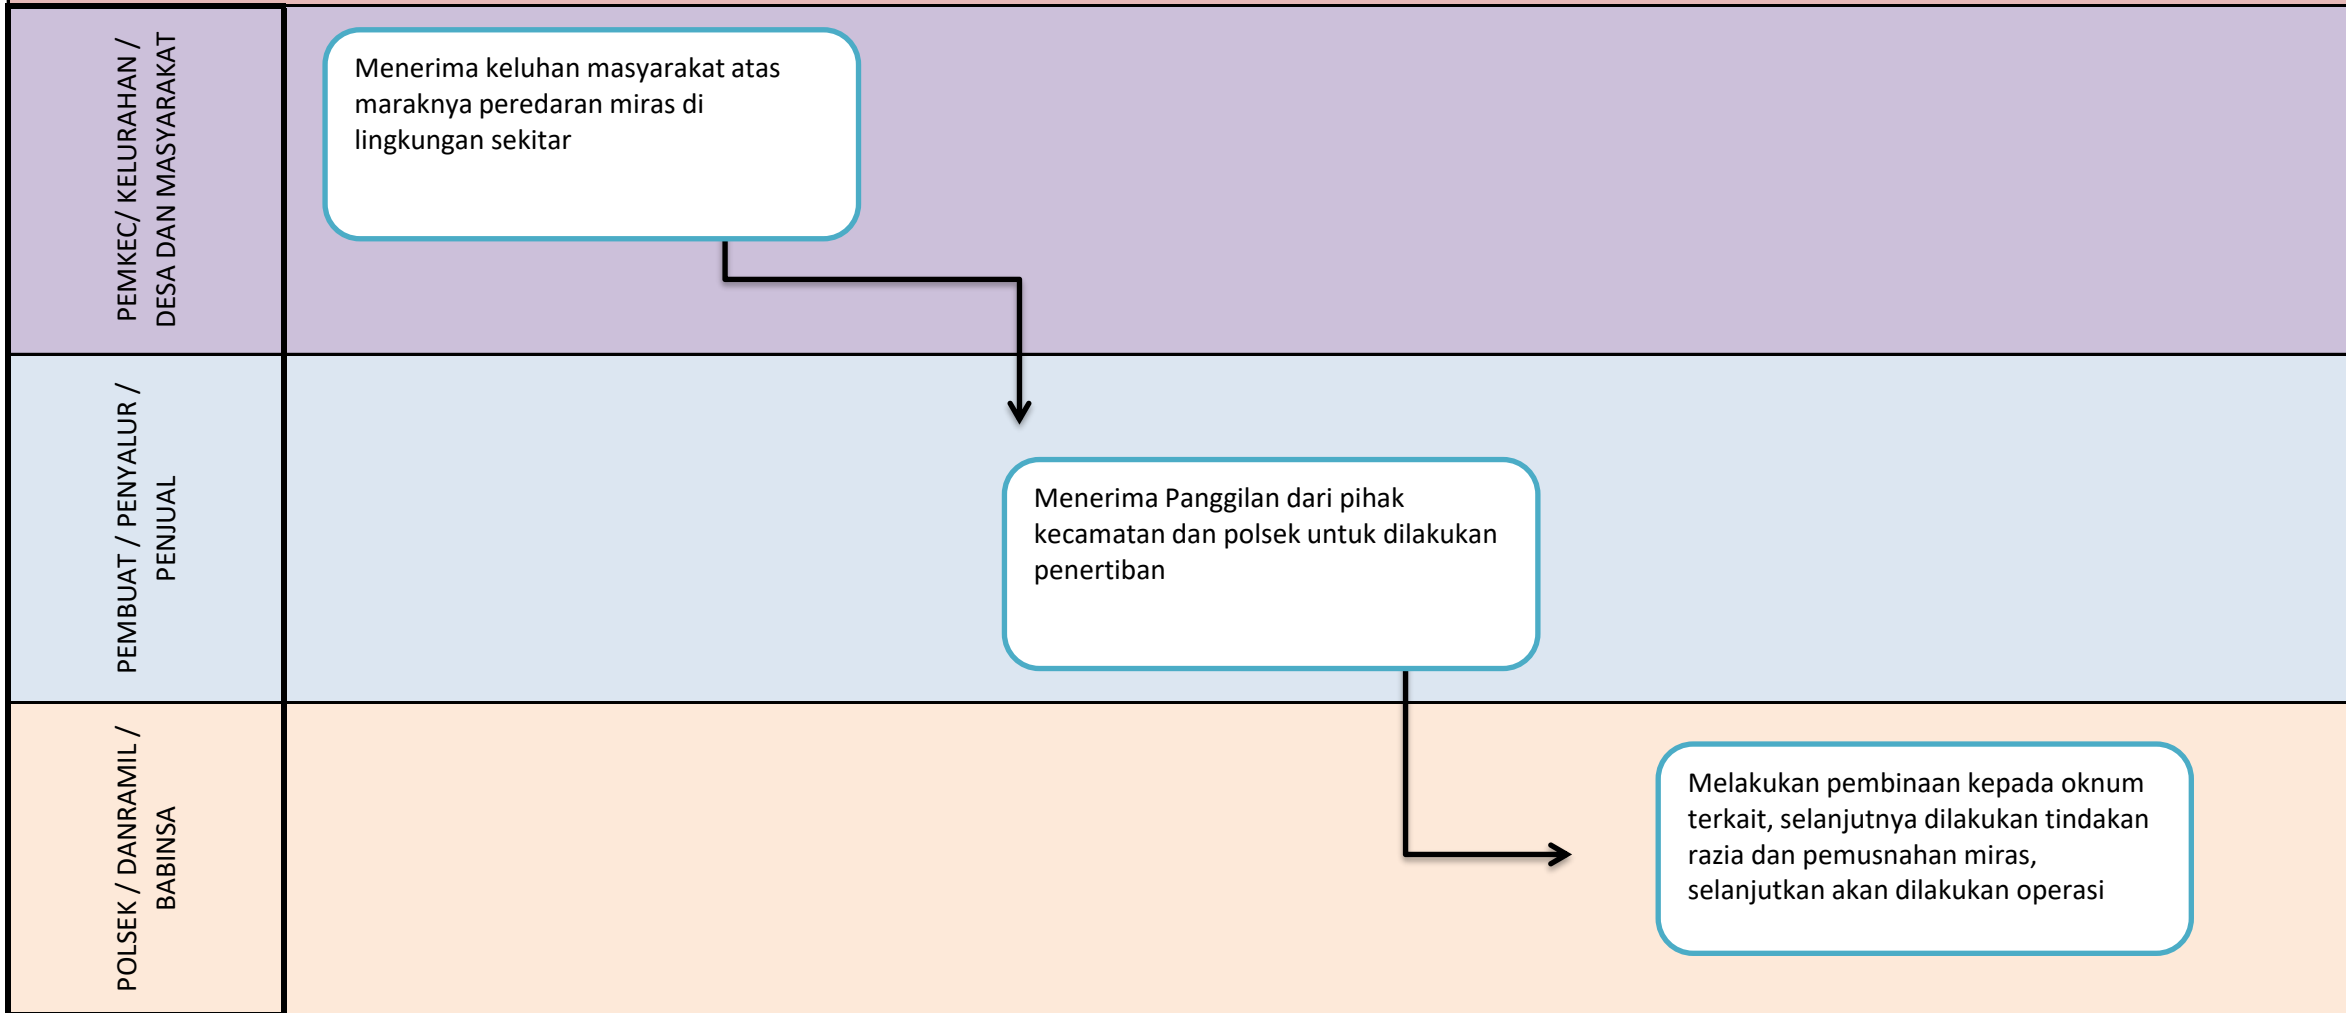 PEMKEC/ KELURAHAN /
DESA DAN MASYARAKAT
Menerima keluhan masyarakat atas
maraknya peredaran miras di
lingkungan sekitar
PEMBUAT / PENYALUR /
PENJUAL
Menerima Panggilan dari pihak
kecamatan dan polsek untuk dilakukan
penertiban
POLSEK / DANRAMIL /
BABINSA
Melakukan pembinaan kepada oknum
terkait, selanjutnya dilakukan tindakan
razia dan pemusnahan miras,
selanjutkan akan dilakukan operasi